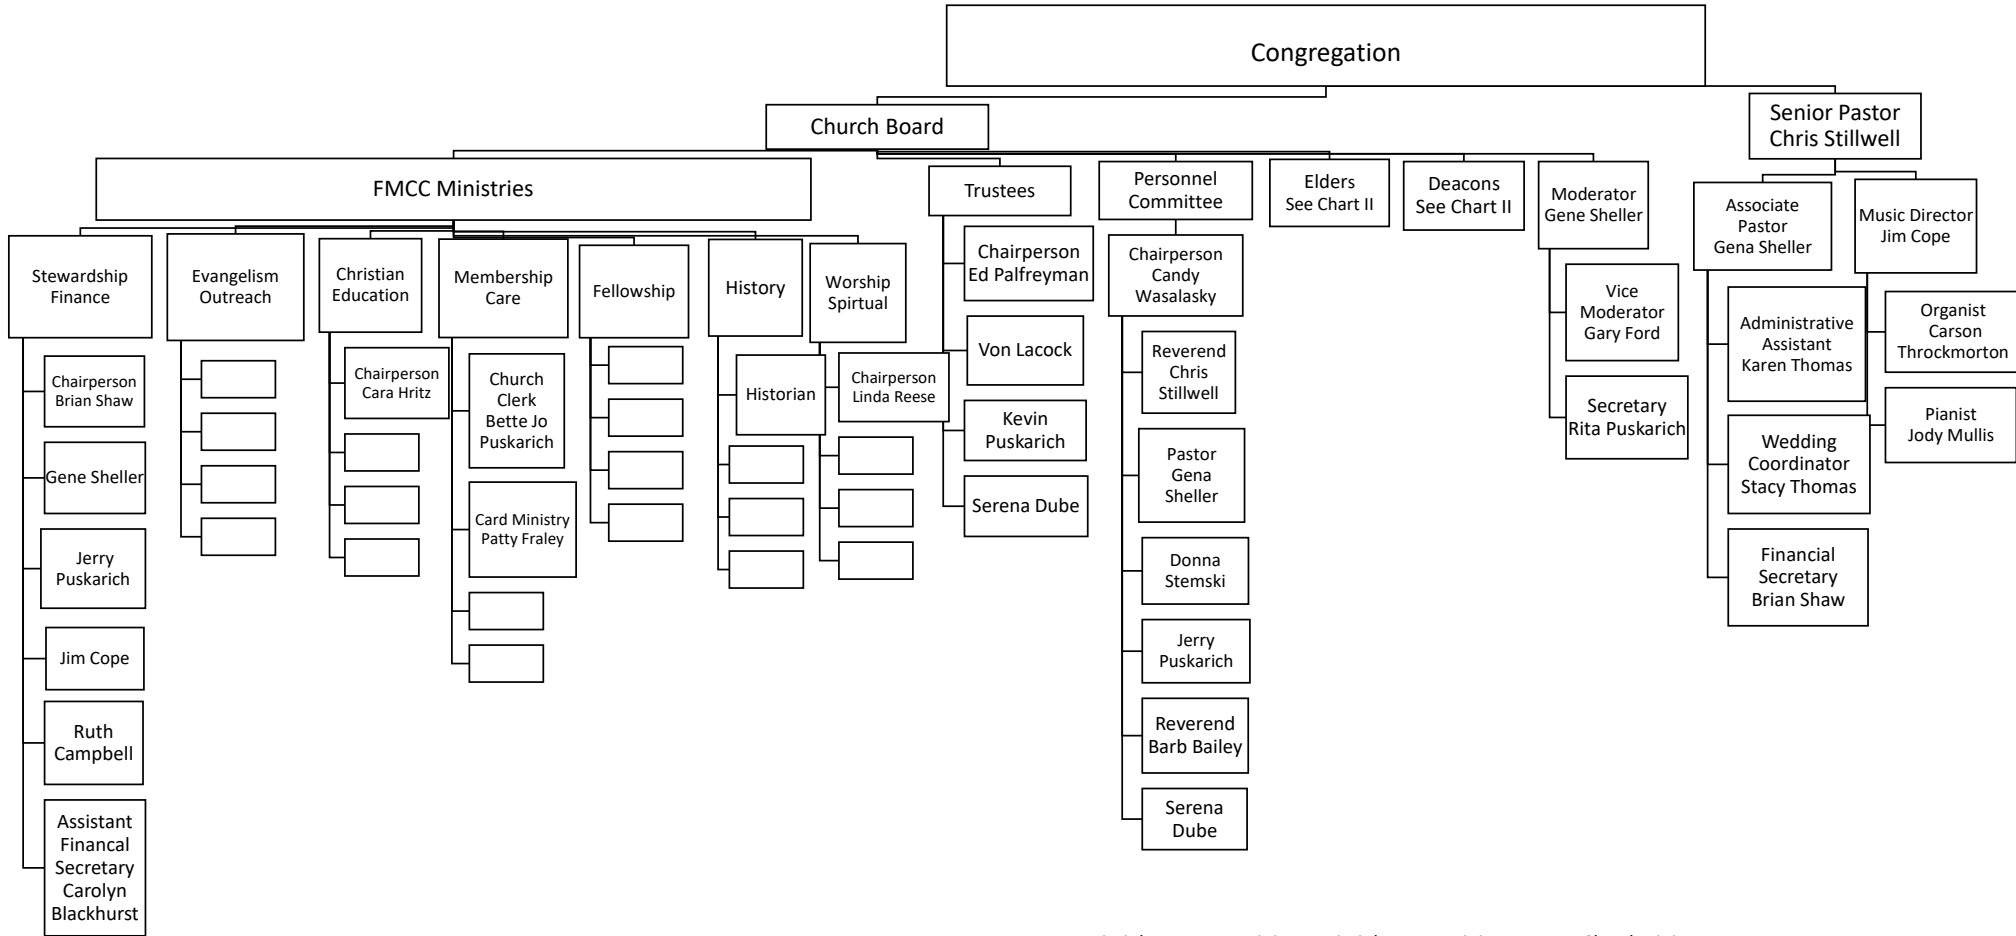 Congregation
Church Board
Senior Pastor
Chris Stillwell
FMCC Ministries
Trustees
Personnel
Committee
Elders
See Chart II
Deacons
See Chart II
Moderator
Gene Sheller
Associate
Pastor
Gena Sheller
Music Director
Jim Cope
Stewardship
Finance
Evangelism
Outreach
Christian
Education
Membership
Care
Fellowship
History
Worship
Spirtual
Chairperson
Brian Shaw
Gene Sheller
Jerry
Puskarich
Jim Cope
Ruth
Campbell
Assistant
Financal
Secretary
Carolyn
Blackhurst
Chairperson
Cara Hritz
Church
Clerk
Bette Jo
Puskarich
Card Ministry
Patty Fraley
Historian
Chairperson
Linda Reese
Chairperson
Ed Palfreyman
Von Lacock
Kevin
Puskarich
Serena Dube
Chairperson
Candy
Wasalasky
Reverend
Chris
Stillwell
Pastor
Gena
Sheller
Donna
Stemski
Jerry
Puskarich
Reverend
Barb Bailey
Serena
Dube
Vice
Moderator
Gary Ford
Secretary
Rita Puskarich
Administrative
Assistant
Karen Thomas
Wedding
Coordinator
Stacy Thomas
Financial
Secretary
Brian Shaw
Organist
Carson
Throckmorton
Pianist
Jody Mullis